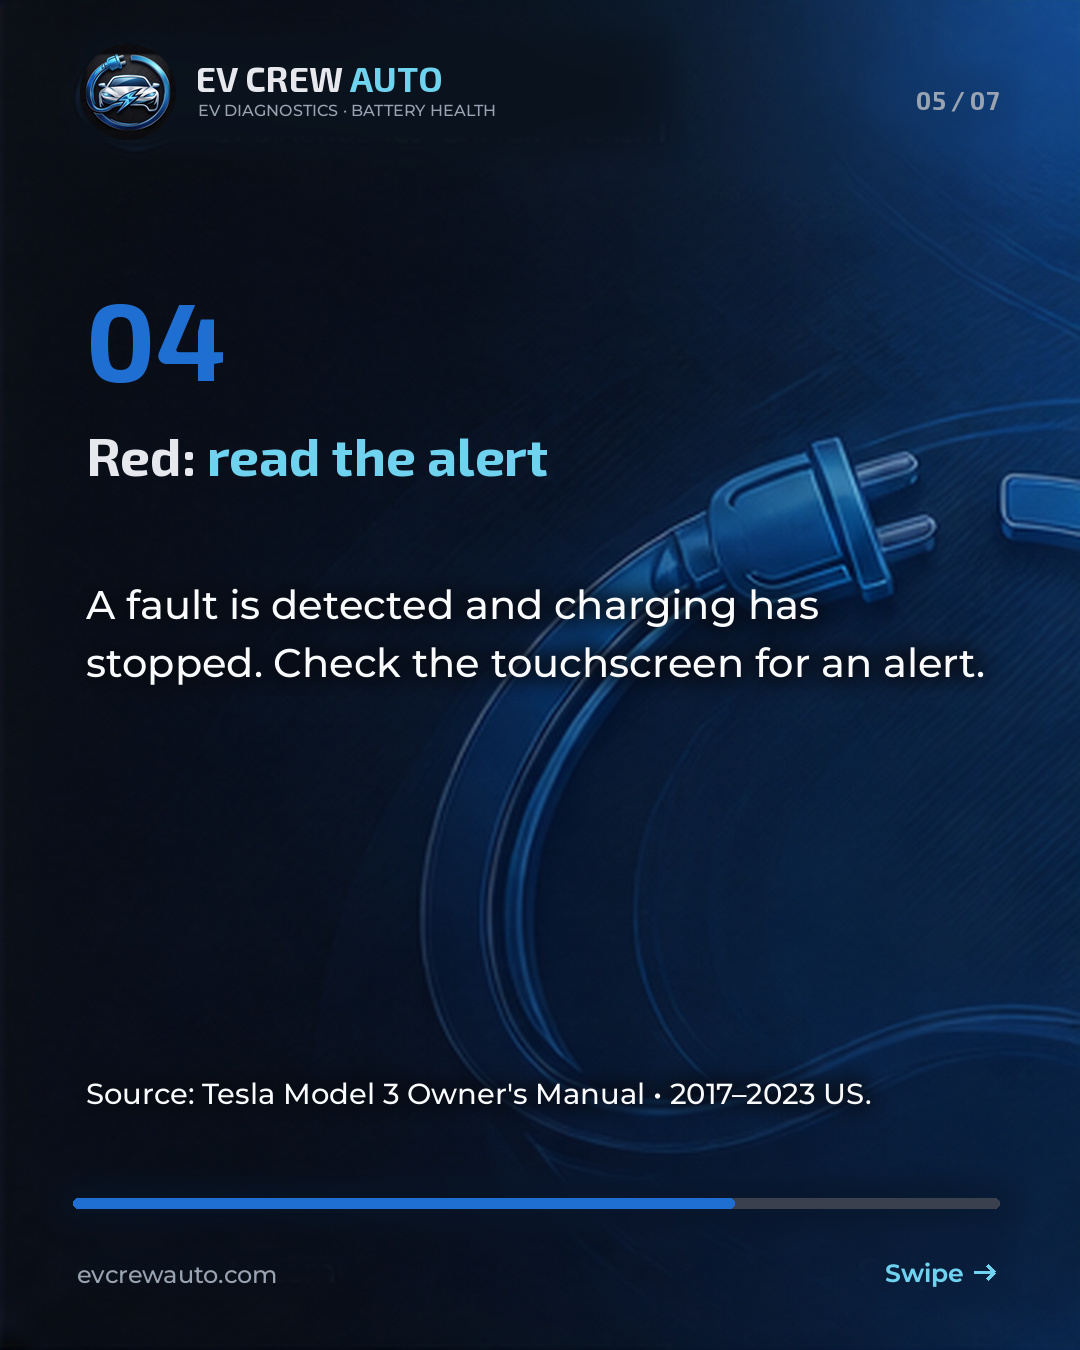 EV CREW AUTO
EV DIAGNOSTICS · BATTERY HEALTH
05 / 07
04
Red: read the alert
A fault is detected and charging has
stopped. Check the touchscreen for an alert.
Source: Tesla Model 3 Owner's Manual • 2017–2023 US.
evcrewauto.com
Swipe →